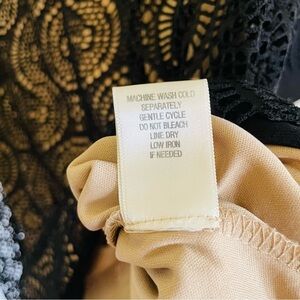 MACHINE WASH COLD
SEPARATELY
GENTLE CYCLE
DO NOT BLEACH
LINE DRY
LOW IRON
IF NEEDED